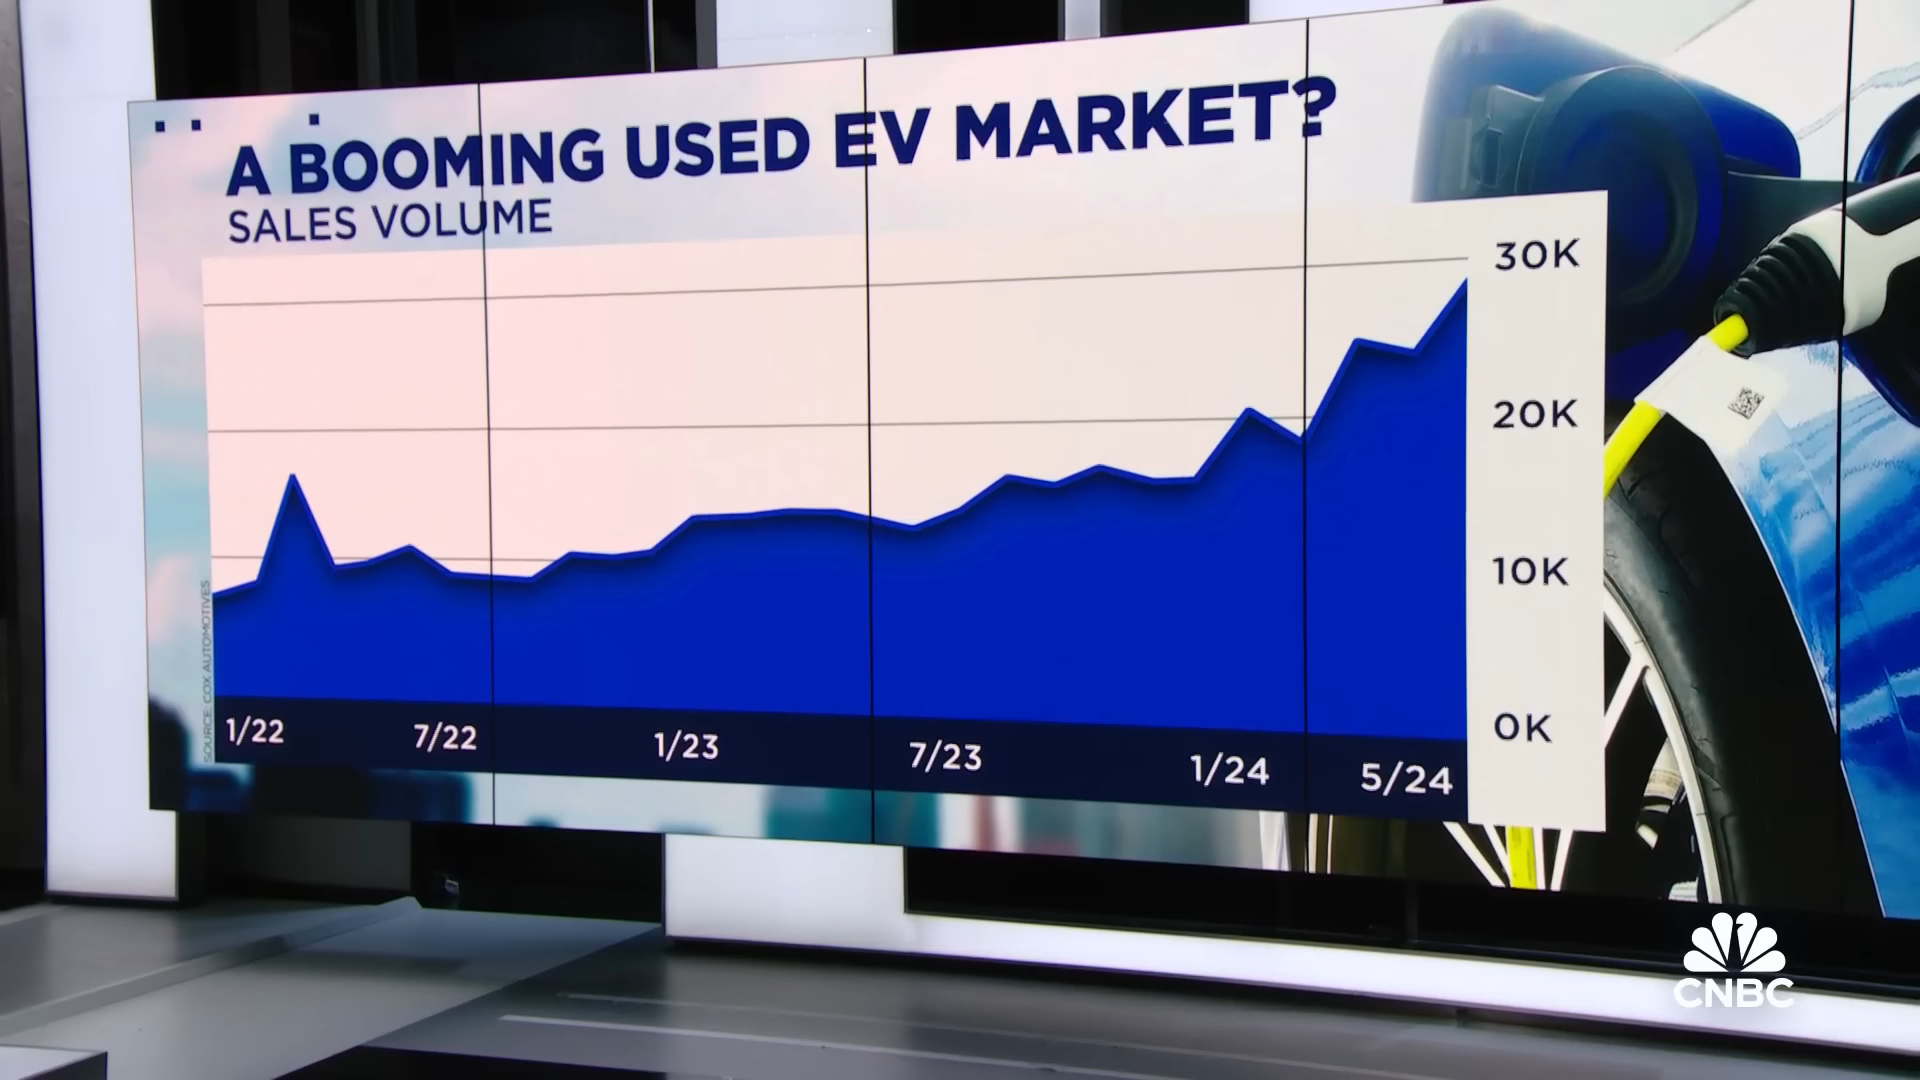 A BOOMING USED EV MARKET?
SALES VOLUME
30K
20K
10K
0K
1/22
7/22
1/23
7/23
1/24
5/24
SOURCE: COX AUTOMOTIVES
CNBC